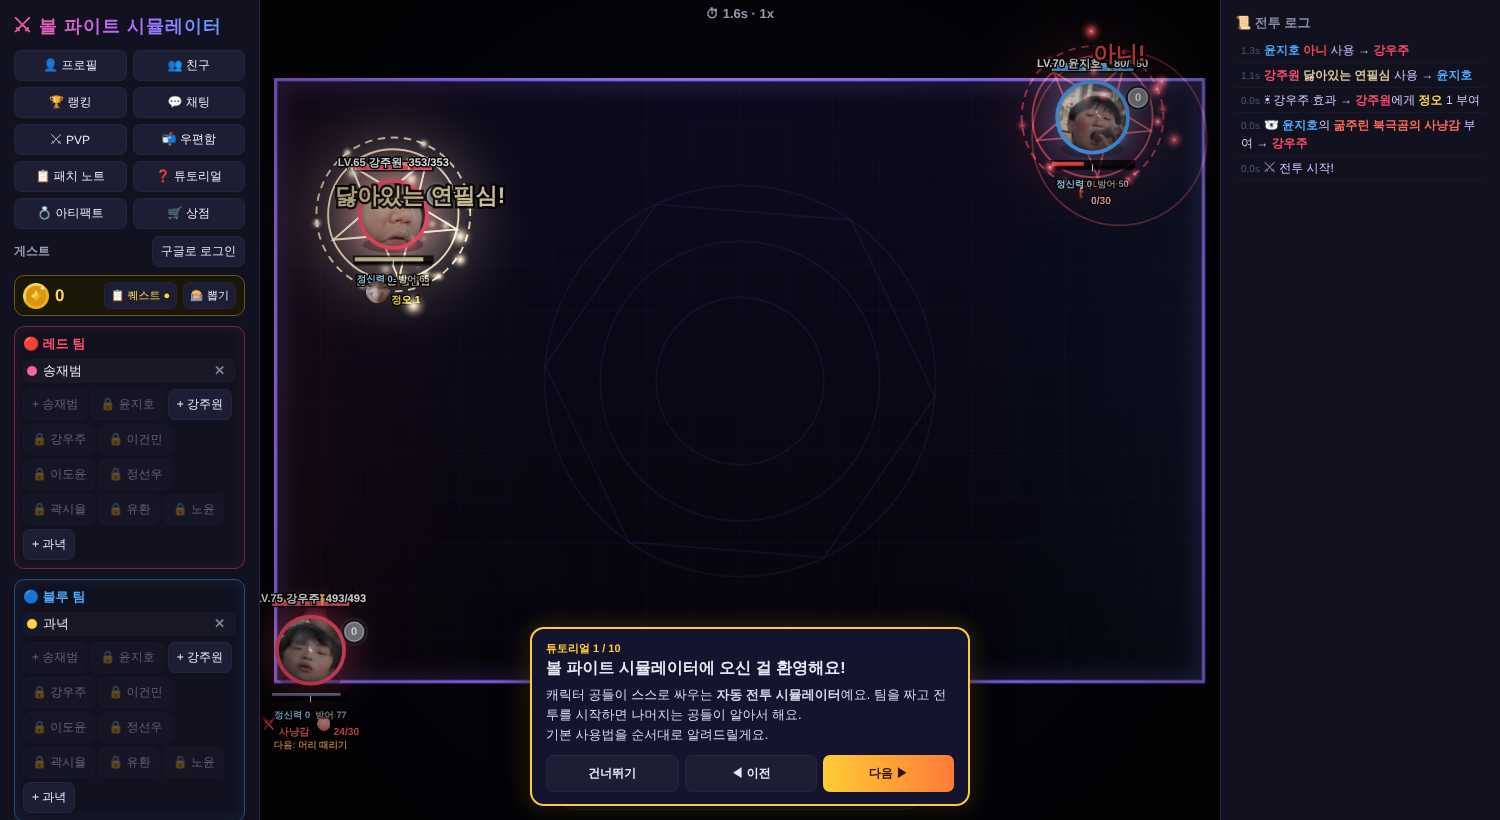 볼 파이트 시뮬레이터
프로필
친구
랭킹
채팅
PVP
우편함
패치 노트
튜토리얼
아티팩트
상점
게스트
구글로 로그인
0
퀘스트
뽑기
레드 팀
송재범
+ 송재범
윤지호
+ 강주원
강우주
이건민
이도윤
정선우
곽시율
유환
노윤
+ 과녁
블루 팀
과녁
+ 송재범
윤지호
+ 강주원
강우주
이건민
이도윤
정선우
곽시율
유환
노윤
+ 과녁
1.6s · 1x
LV.65 강주원 353/353
닳아있는 연필심!
정신력 0 방어 65
정오 1
아니!
LV.70 윤지호
0
정신력 0 방어 50
0/30
LV.75 강우주 493/493
0
정신력 0 방어 77
사냥감 24/30
다음: 머리 때리기
튜토리얼 1 / 10
볼 파이트 시뮬레이터에 오신 걸 환영해요!
캐릭터 공들이 스스로 싸우는 자동 전투 시뮬레이터예요. 팀을 짜고 전
투를 시작하면 나머지는 공들이 알아서 해요.
기본 사용법을 순서대로 알려드릴게요.
건너뛰기
◀ 이전
다음 ▶
전투 로그
1.3s 윤지호 아니 사용 → 강주원
1.1s 강주원 닳아있는 연필심 사용 → 윤지호
0.0s 강우주 효과 → 강주원에게 정오 1 부여
0.0s 윤지호의 굶주린 북극곰의 사냥감 부
여 → 강우주
0.0s 전투 시작!